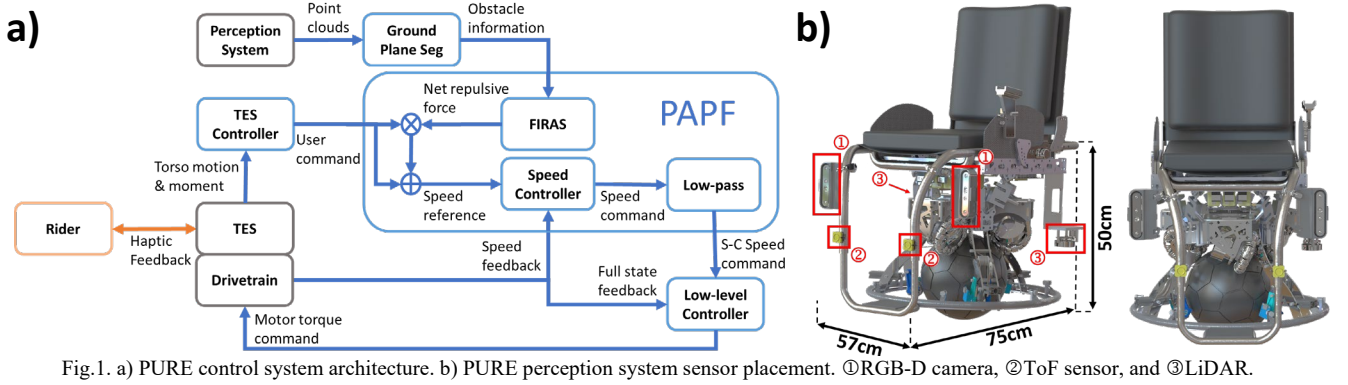 a)
Perception
System
Point
clouds
Ground
Plane Seg
Obstacle
information
Net repulsive
force
FIRAS
PAPF
TES
Controller
User
command
Speed
reference
Speed
Controller
Speed
command
Low-pass
Torso motion
& moment
Rider
Haptic
Feedback
TES
Drivetrain
Speed
feedback
Full state
feedback
S-C Speed
command
Low-level
Controller
Motor torque
command
b)
①
①
③
②
②
③
50cm
57cm
75cm
Fig.1. a) PURE control system architecture. b) PURE perception system sensor placement. ①RGB-D camera, ②ToF sensor, and ③LiDAR.